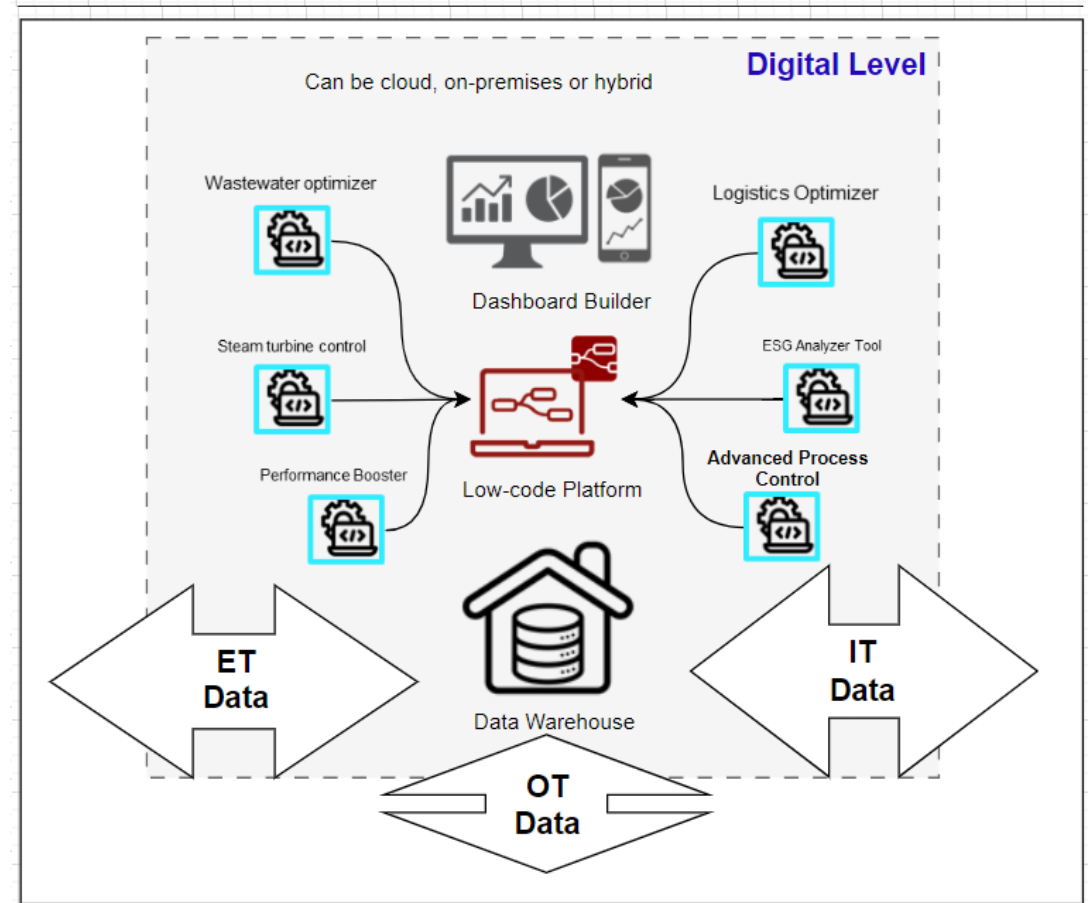 Digital Level
Can be cloud, on-premises or hybrid
Wastewater optimizer
Logistics Optimizer
Dashboard Builder
Steam turbine control
ESG Analyzer Tool
Performance Booster
Advanced Process
Control
Low-code Platform
ET
Data
IT
Data
Data Warehouse
OT
Data